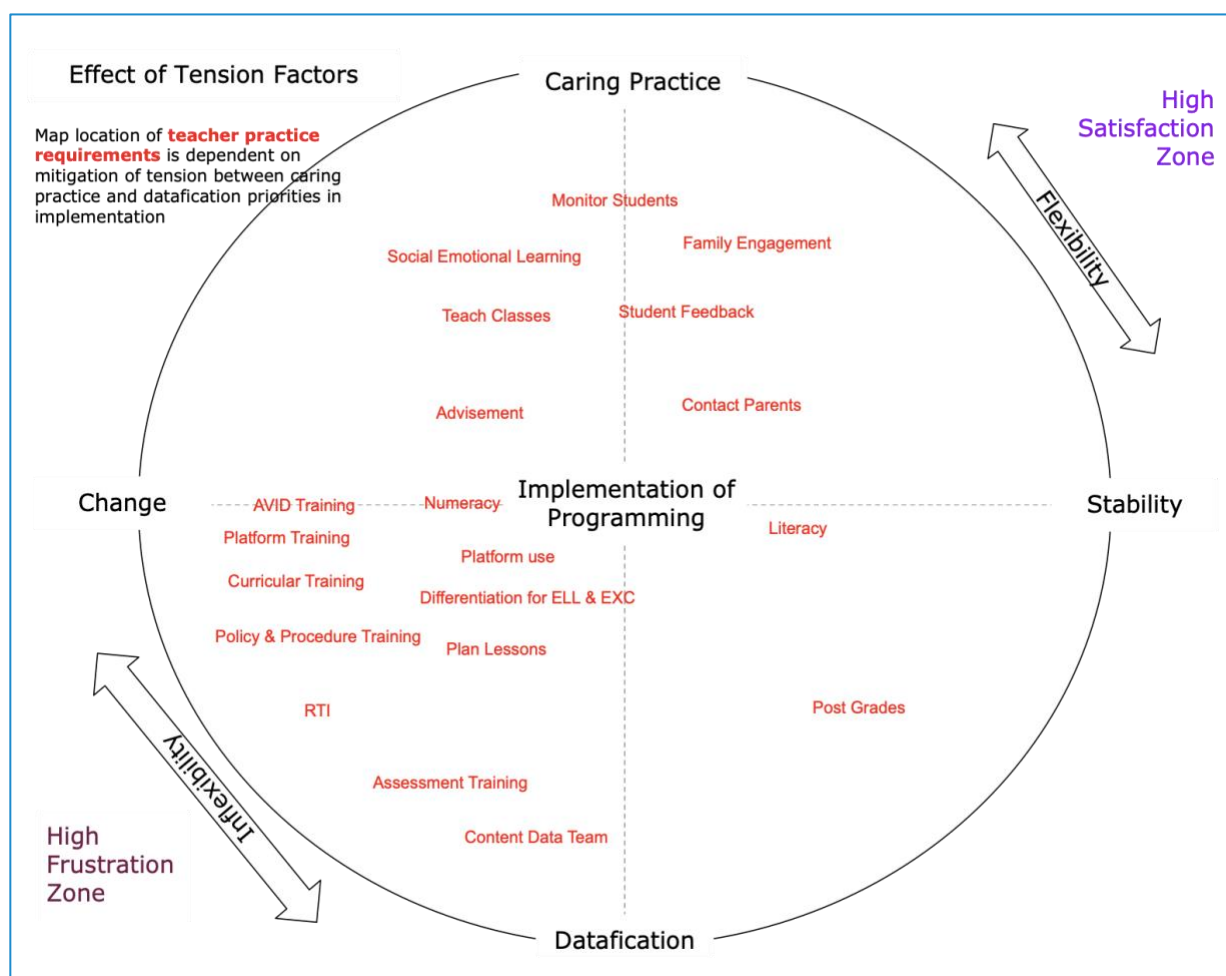 Effect of Tension Factors
Caring Practice
High
Satisfaction
Zone
Map location of teacher practice
requirements is dependent on
mitigation of tension between caring
practice and datafication priorities in
implementation
Flexibility
Monitor Students
Family Engagement
Social Emotional Learning
Teach Classes
Student Feedback
Advisement
Contact Parents
Change
AVID Training
Numeracy
Implementation of
Programming
Stability
Literacy
Platform Training
Platform use
Curricular Training
Differentiation for ELL & EXC
Policy & Procedure Training
Plan Lessons
RTI
Post Grades
Inflexibility
Assessment Training
Content Data Team
High
Frustration
Zone
Datafication